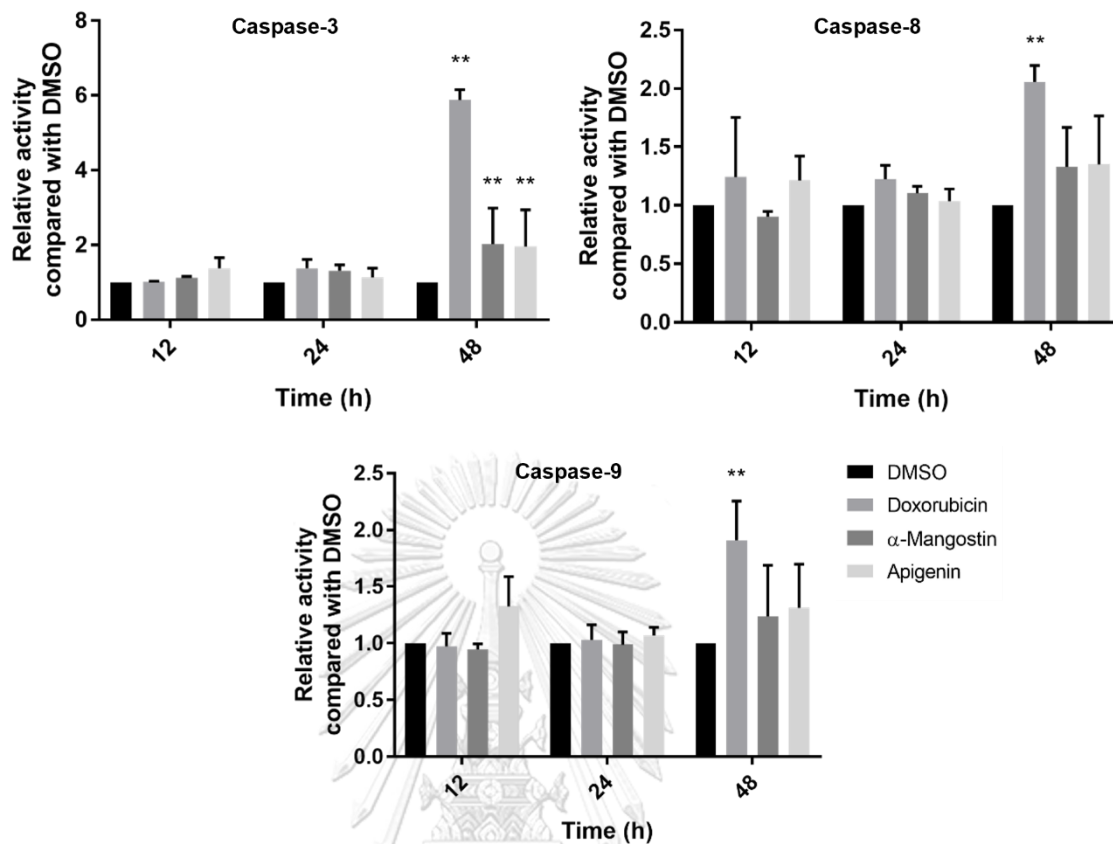 Caspase-3
Relative activity
compared with DMSO
8
6
4
2
0
**
** **
12 24 48
Time (h)
Caspase-8
Relative activity
compared with DMSO
2.5
2.0
1.5
1.0
0.5
0.0
**
12 24 48
Time (h)
Caspase-9
Relative activity
compared with DMSO
2.5
2.0
1.5
1.0
0.5
0.0
**
12 24 48
Time (h)
DMSO
Doxorubicin
α-Mangostin
Apigenin